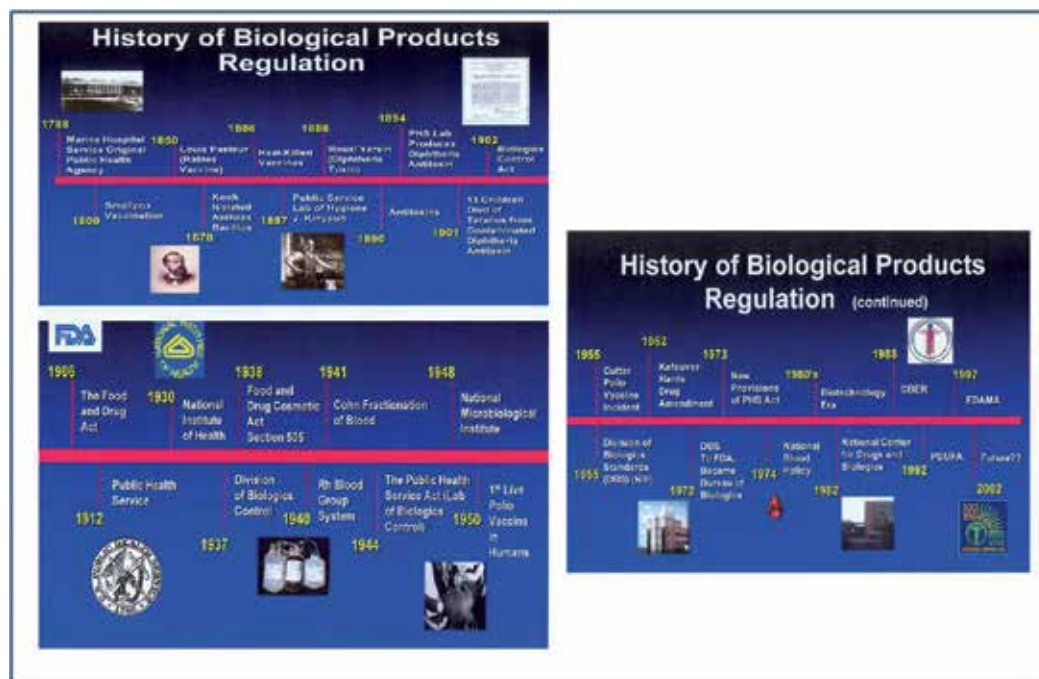 History of Biological Products
Regulation
1798
Marine Hospital
Service Original
Public Health
Agency
1800
Smallpox
Vaccination
Louis Pasteur
(Rabies
Vaccine)
Koch
Isolated
Anthrax
Bacillus
Heat-Killed
Vaccines
1887
Public Service
Lab of Hygiene
J. Kinyoun
1888
Roux/ Yersin
(Diphtheria
Toxin)
1890
Antitoxins
1894
PHS Lab
Produces
Diphtheria
Antitoxin
1901
13 Children
Died of
Tetanus from
Contaminated
Diphtheria
Antitoxin
1902
Biologics
Control
Act
FDA
1906
The Food
and Drug
Act
1912
Public Health
Service
1930
National
Institute
of Health
1937
Division
of Biologics
Control
Food and
Drug Cosmetic
Act
Section
1940
Rh Blood
Group
System
1941
Cohn Fractionation
of Blood
1944
The Public Health
Service Act (Lab
of Biologics
Control)
1948
National
Microbiological
Institute
1950
1st Live
Polio
Vaccine
in
Humans
History of Biological Products
Regulation (continued)
1955
Cutter
Polio
Vaccine
Incident
1955
Division of
Biologics
Standards
1962
Kefauver
Harris
Drug
Amendment
1972
DBS
To FDA,
Became
Bureau of
Biologics
1973
New
Provisions
of PHS Act
1974
National
Blood
Policy
1980's
Biotechnology
Era
1982
National Center
for Drugs and
Biologics
1988
CBER
1992
PDUFA
1997
FDAMA
2002
Future??